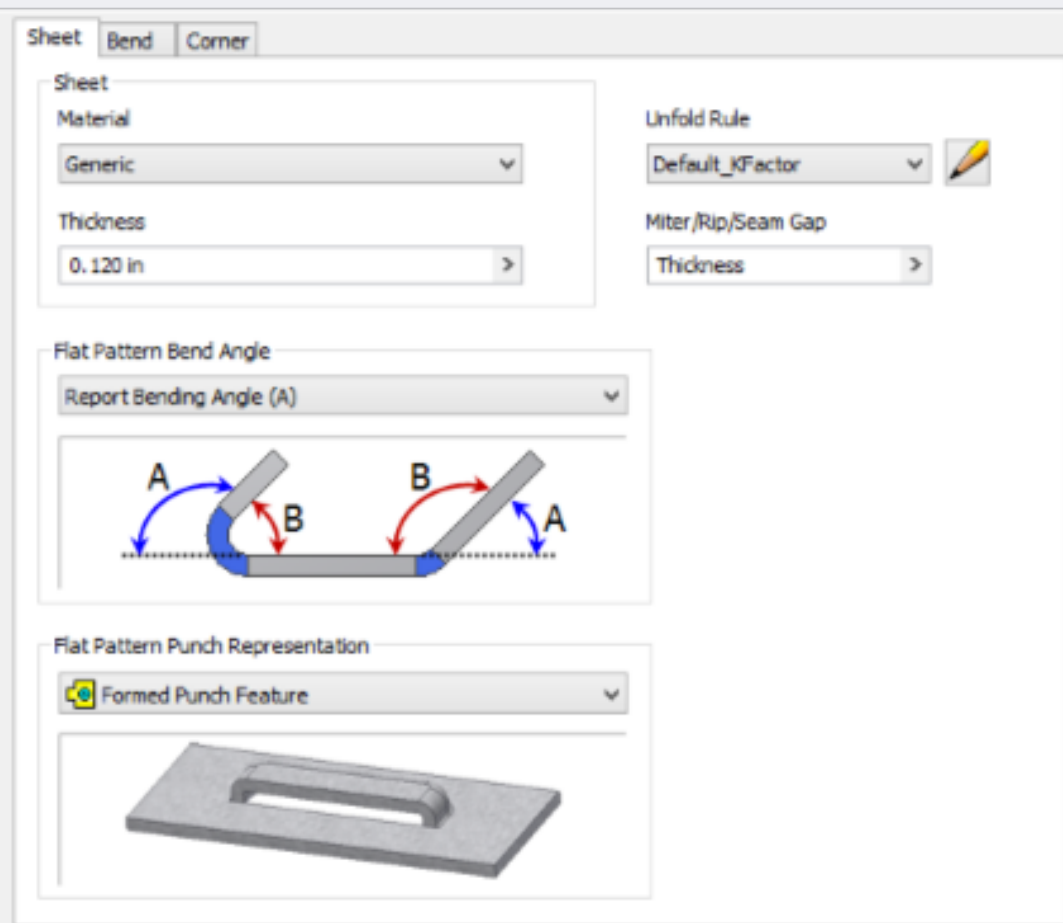 Sheet Bend Corner
Sheet
Material
Unfold Rule
Generic
Default_KFactor
Thickness
Miter/Rip/Seam Gap
0.120 in
Thickness
Flat Pattern Bend Angle
Report Bending Angle (A)
A B
B A
Flat Pattern Punch Representation
Formed Punch Feature